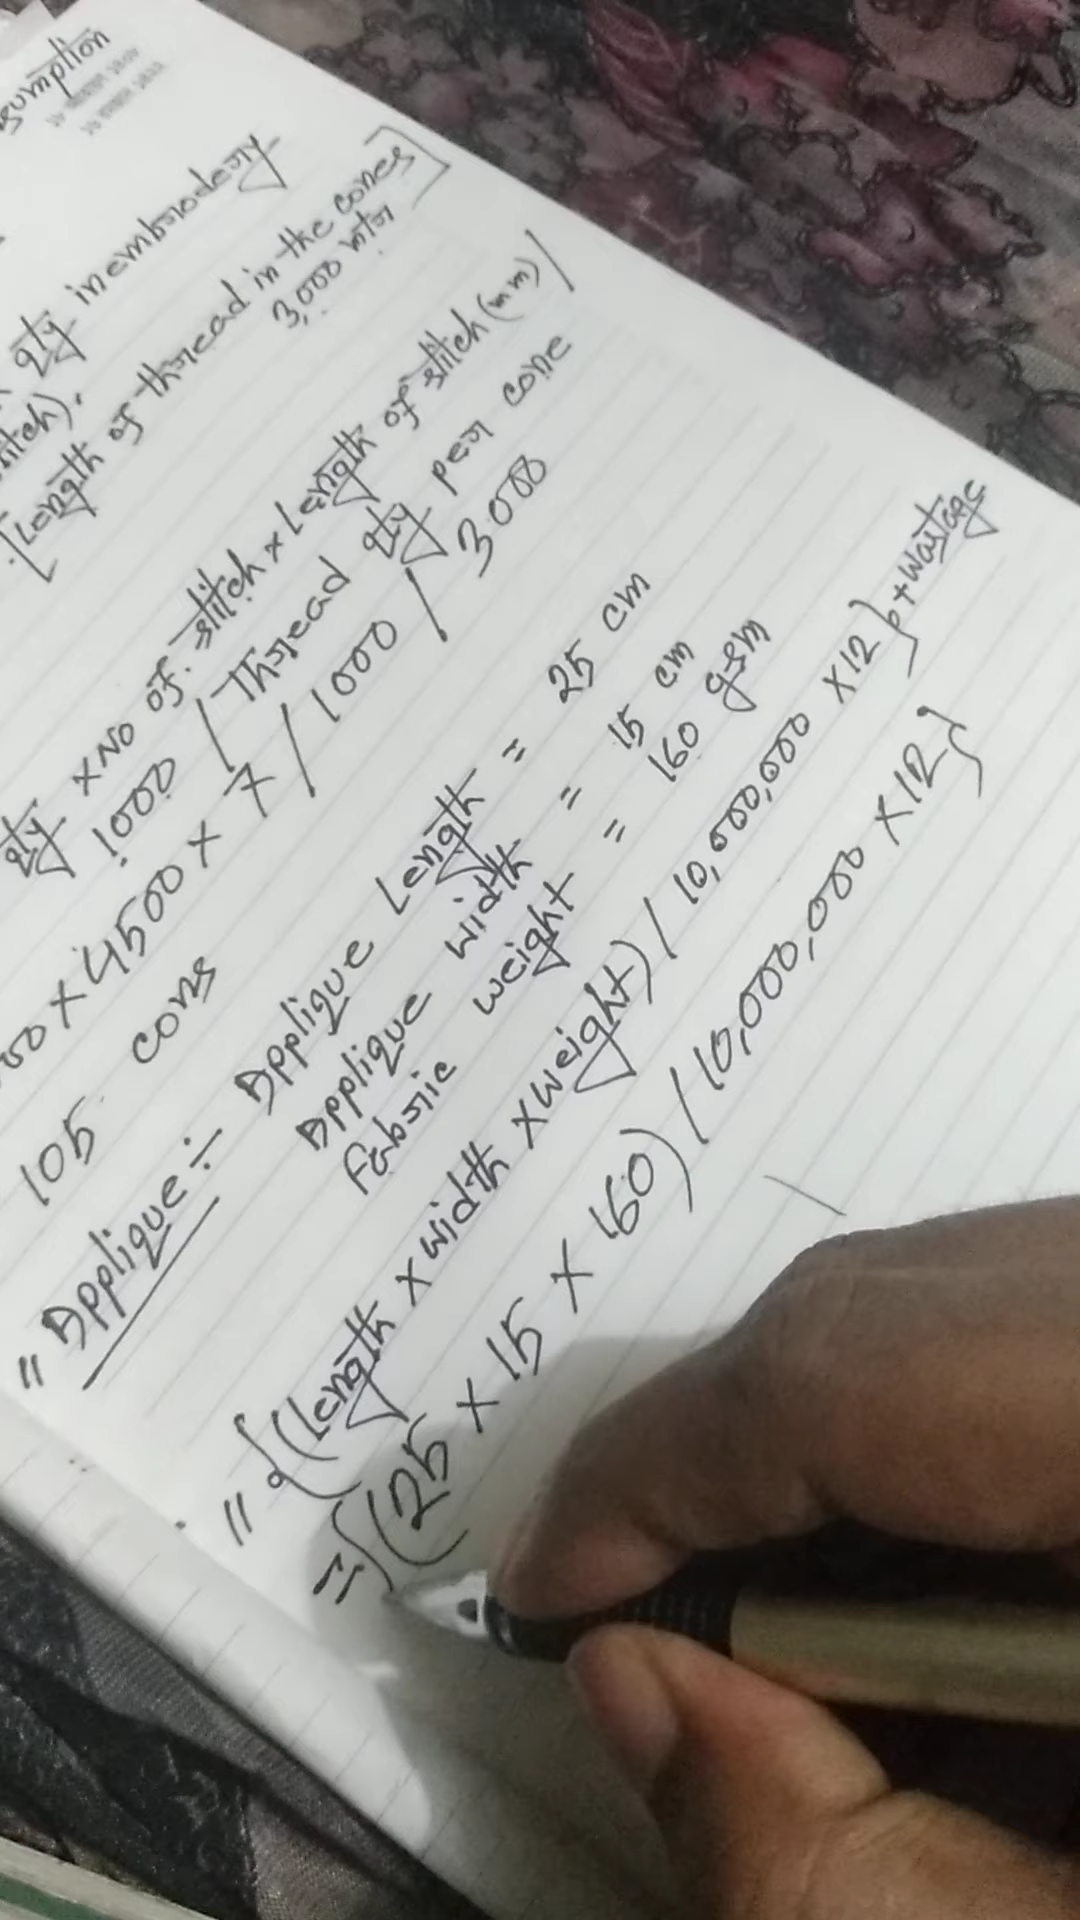 sumption
qty in embrodery
stitch).
[Length of thread in the cones]
3,000 mtr
qty x No of. stitch x Length of stitch (mm) /
1000 / Thread qty per cone
00 x 4500 x 7 / 1000 / 3000
105 cons
" Applique :- Applique Length = 25 cm
Applique width = 15 cm
Fabric weight = 160 gsm
" {(Length x width x weight) / 10,000,000 x 12} + wastage
= {(25 x 15 x 160) / 10,000,000 x 12}